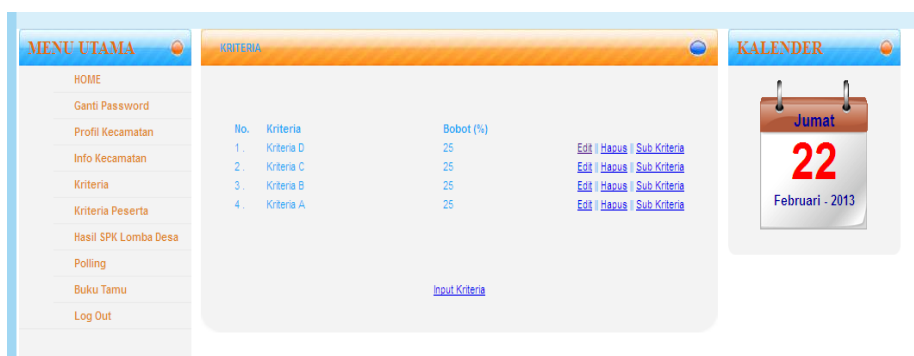 MENU UTAMA
HOME
Ganti Password
Profil Kecamatan
Info Kecamatan
Kriteria
Kriteria Peserta
Hasil SPK Lomba Desa
Polling
Buku Tamu
Log Out
KRITERIA
No. Kriteria Bobot (%)
1 . Kriteria D 25 Edit || Hapus || Sub Kriteria
2 . Kriteria C 25 Edit || Hapus || Sub Kriteria
3 . Kriteria B 25 Edit || Hapus || Sub Kriteria
4 . Kriteria A 25 Edit || Hapus || Sub Kriteria
Input Kriteria
KALENDER
Jumat
22
Februari - 2013